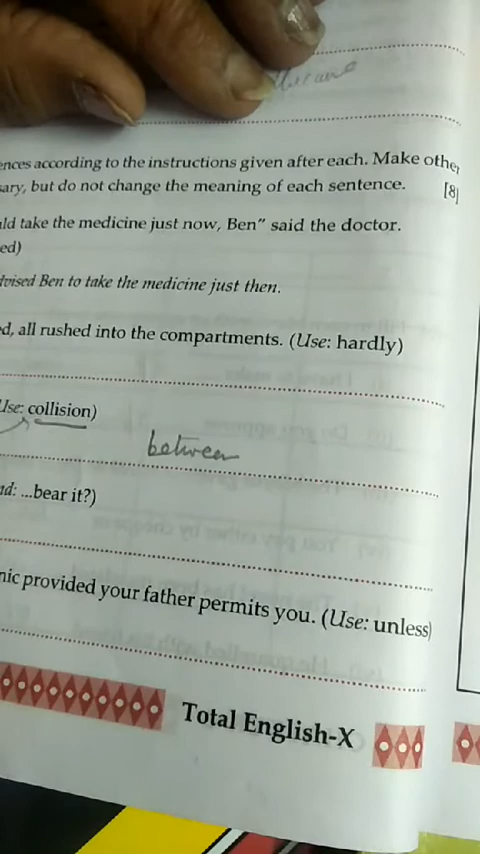 ences according to the instructions given after each. Make other
sary, but do not change the meaning of each sentence. [8]
uld take the medicine just now, Ben" said the doctor.
ed)
dvised Ben to take the medicine just then.
ed, all rushed into the compartments. (Use: hardly)
Use: collision)
between
nd: ...bear it?)
nic provided your father permits you. (Use: unless)
Total English-X